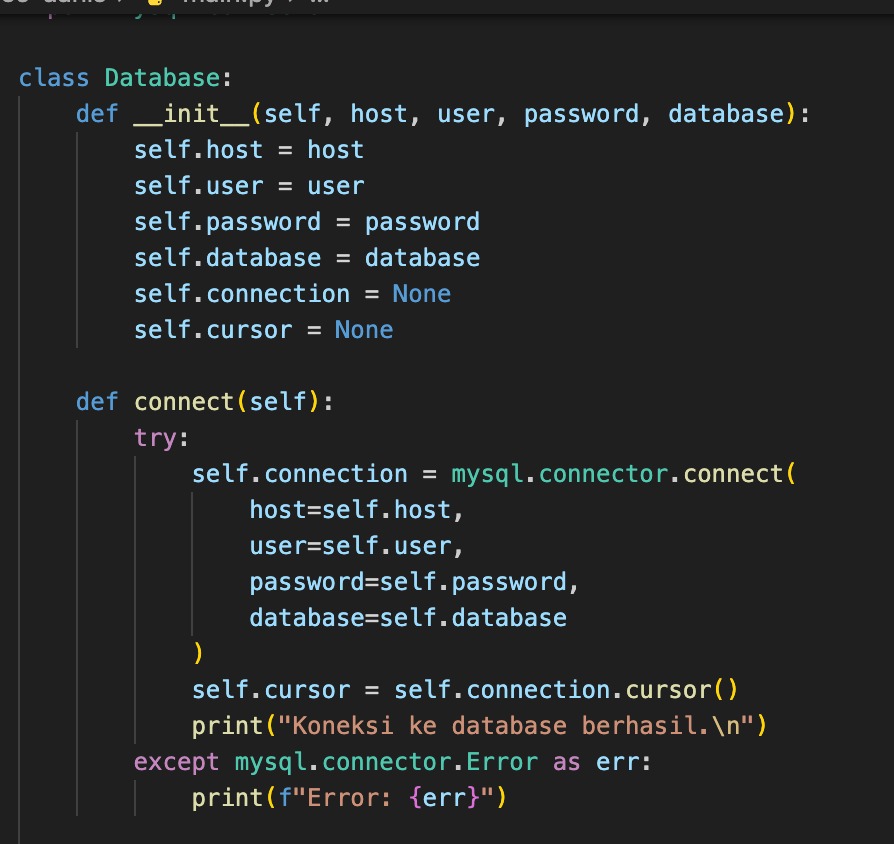 class Database:
    def __init__(self, host, user, password, database):
        self.host = host
        self.user = user
        self.password = password
        self.database = database
        self.connection = None
        self.cursor = None

    def connect(self):
        try:
            self.connection = mysql.connector.connect(
                host=self.host,
                user=self.user,
                password=self.password,
                database=self.database
            )
            self.cursor = self.connection.cursor()
            print("Koneksi ke database berhasil.\n")
        except mysql.connector.Error as err:
            print(f"Error: {err}")